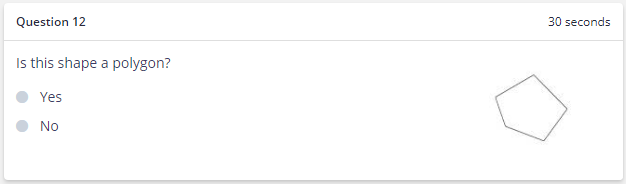 Question 12 30 seconds
Is this shape a polygon?
Yes
No